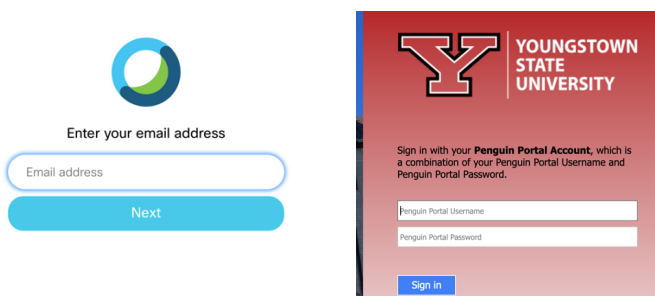 Enter your email address
Email address
Next
Y
YOUNGSTOWN
STATE
UNIVERSITY
Sign in with your Penguin Portal Account, which is
a combination of your Penguin Portal Username and
Penguin Portal Password.
Penguin Portal Username
Penguin Portal Password
Sign in